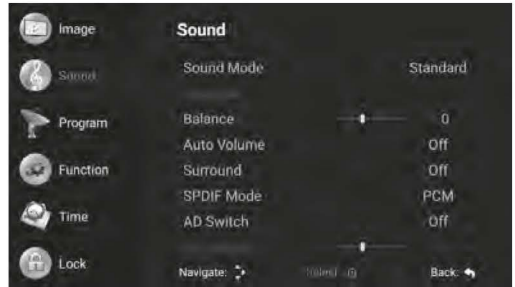 Image
Sound
Program
Function
Time
Lock
Sound
Sound Mode Standard
Balance 0
Auto Volume Off
Surround Off
SPDIF Mode PCM
AD Switch Off
Navigate: Select: Back: